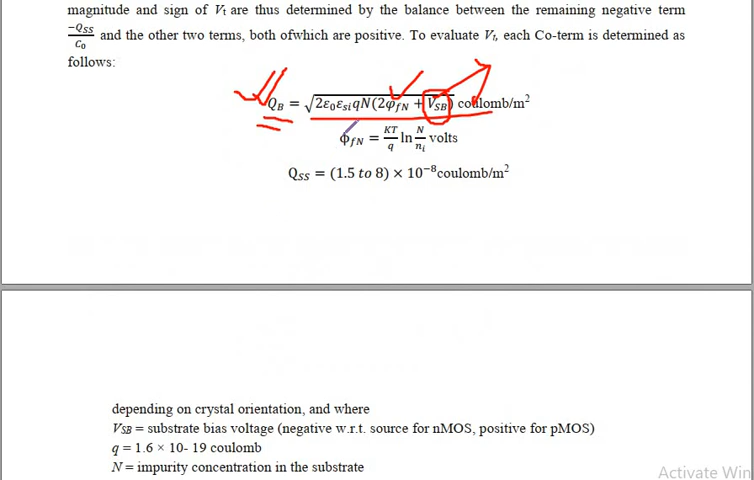 magnitude and sign of Vt are thus determined by the balance between the remaining negative term
−QSS/Co and the other two terms, both ofwhich are positive. To evaluate Vt, each Co-term is determined as
follows:
QB = √2ε0εsiqN(2φfN + VSB) coulomb/m²
ϕfN = KT/q ln N/ni volts
QSS = (1.5 to 8) × 10⁻⁸coulomb/m²
depending on crystal orientation, and where
VSB = substrate bias voltage (negative w.r.t. source for nMOS, positive for pMOS)
q = 1.6 × 10- 19 coulomb
N = impurity concentration in the substrate
Activate Win